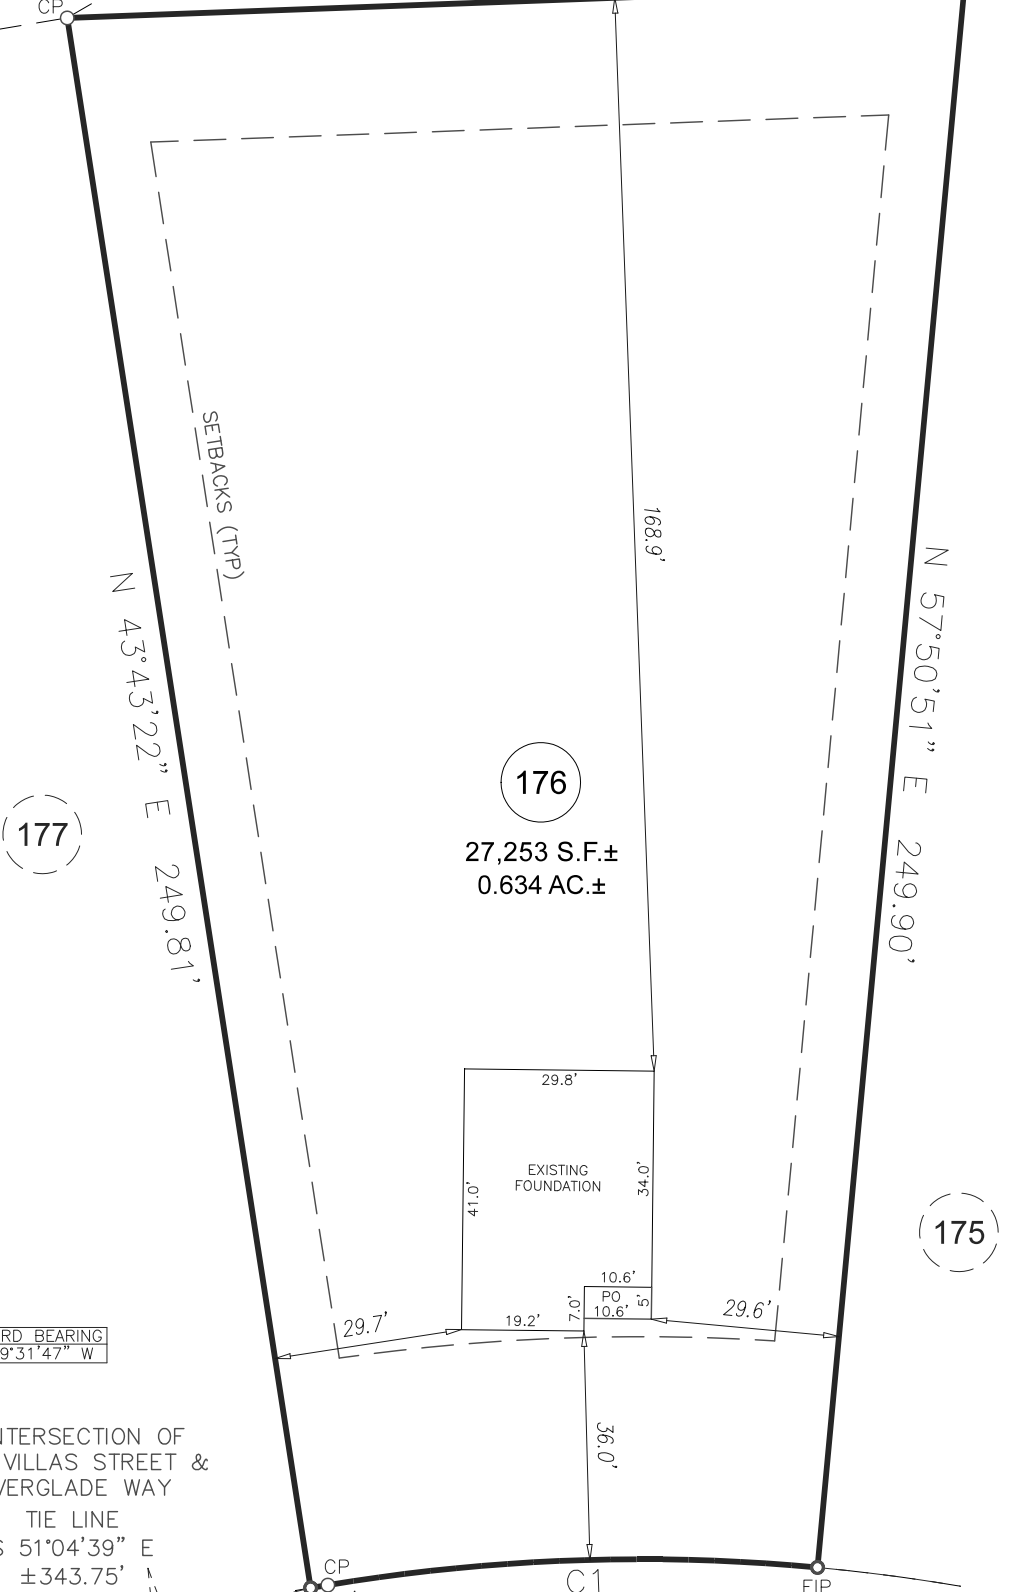 CP
SETBACKS (TYP)
168.9'
N 43°43'22" E 249.81'
N 57°50'51" E 249.90'
176
27,253 S.F.±
0.634 AC.±
177
175
29.8'
EXISTING
FOUNDATION
41.0'
34.0'
10.6'
PO
10.6'
7.0'
5'
19.2'
29.7'
29.6'
36.0'
RD BEARING
9°31'47" W
NTERSECTION OF
VILLAS STREET &
VERGLADE WAY
TIE LINE
S 51°04'39" E
±343.75'
CP
C1
EIP